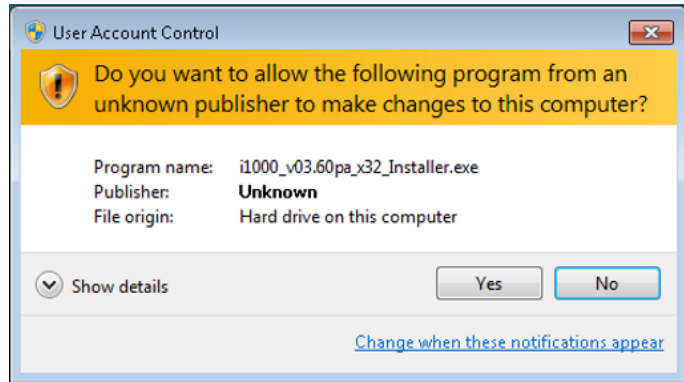 User Account Control
Do you want to allow the following program from an
unknown publisher to make changes to this computer?
Program name: i1000_v03.60pa_x32_Installer.exe
Publisher: Unknown
File origin: Hard drive on this computer
Show details
Yes
No
Change when these notifications appear